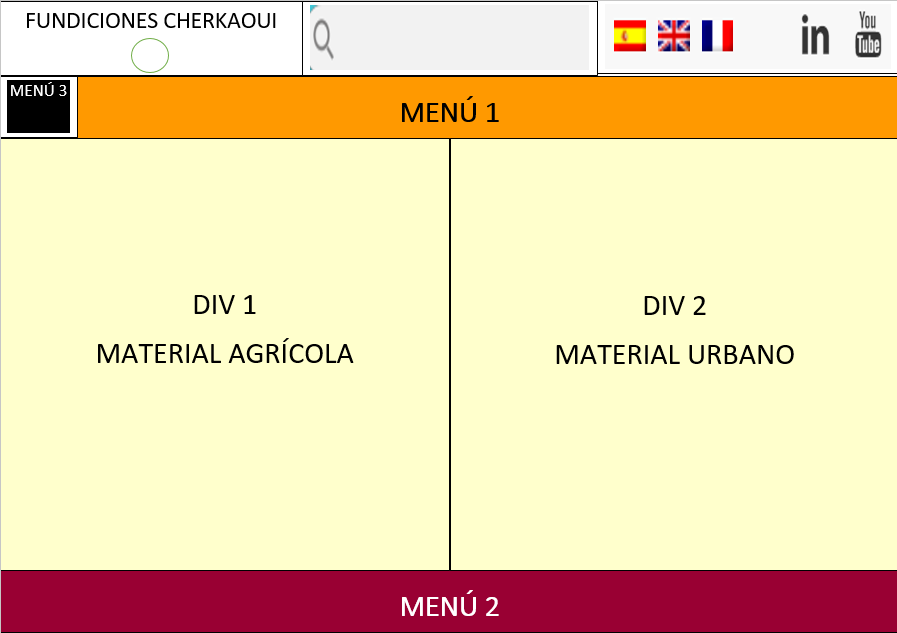 FUNDICIONES CHERKAOUI
in
You
Tube
MENÚ 3
MENÚ 1
DIV 1
MATERIAL AGRÍCOLA
DIV 2
MATERIAL URBANO
MENÚ 2